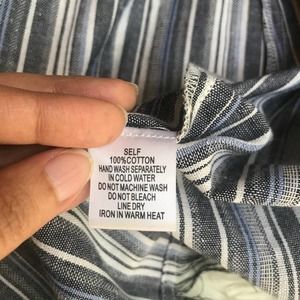 SELF
100%COTTON
HAND WASH SEPARATELY
IN COLD WATER
DO NOT MACHINE WASH
DO NOT BLEACH
LINE DRY
IRON IN WARM HEAT